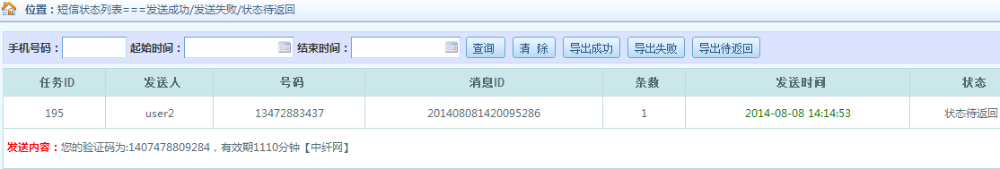 位置：短信状态列表===发送成功/发送失败/状态待返回
手机号码： 起始时间： 结束时间： 查询 清 除 导出成功 导出失败 导出待返回
任务ID 发送人 号码 消息ID 条数 发送时间 状态
195 user2 13472883437 201408081420095286 1 2014-08-08 14:14:53 状态待返回
发送内容：您的验证码为:1407478809284，有效期1110分钟【中纤网】